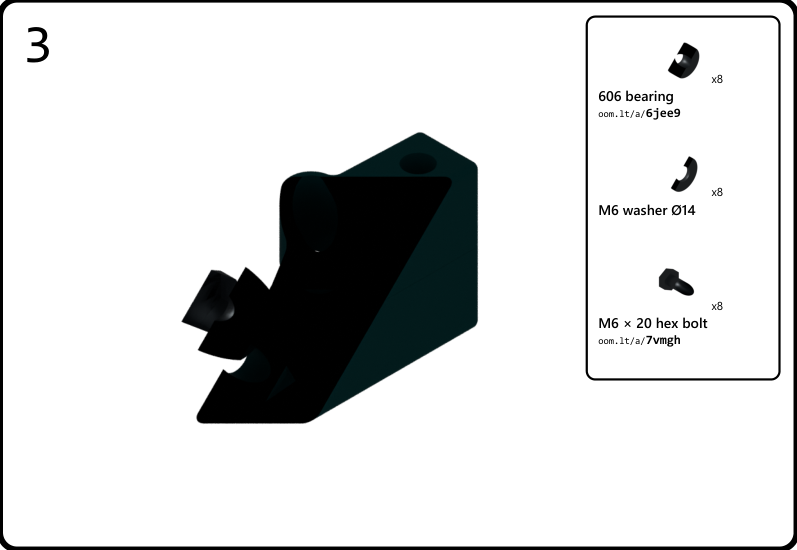 3
x8
606 bearing
oom.lt/a/6jee9
x8
M6 washer Ø14
x8
M6 × 20 hex bolt
oom.lt/a/7vmgh